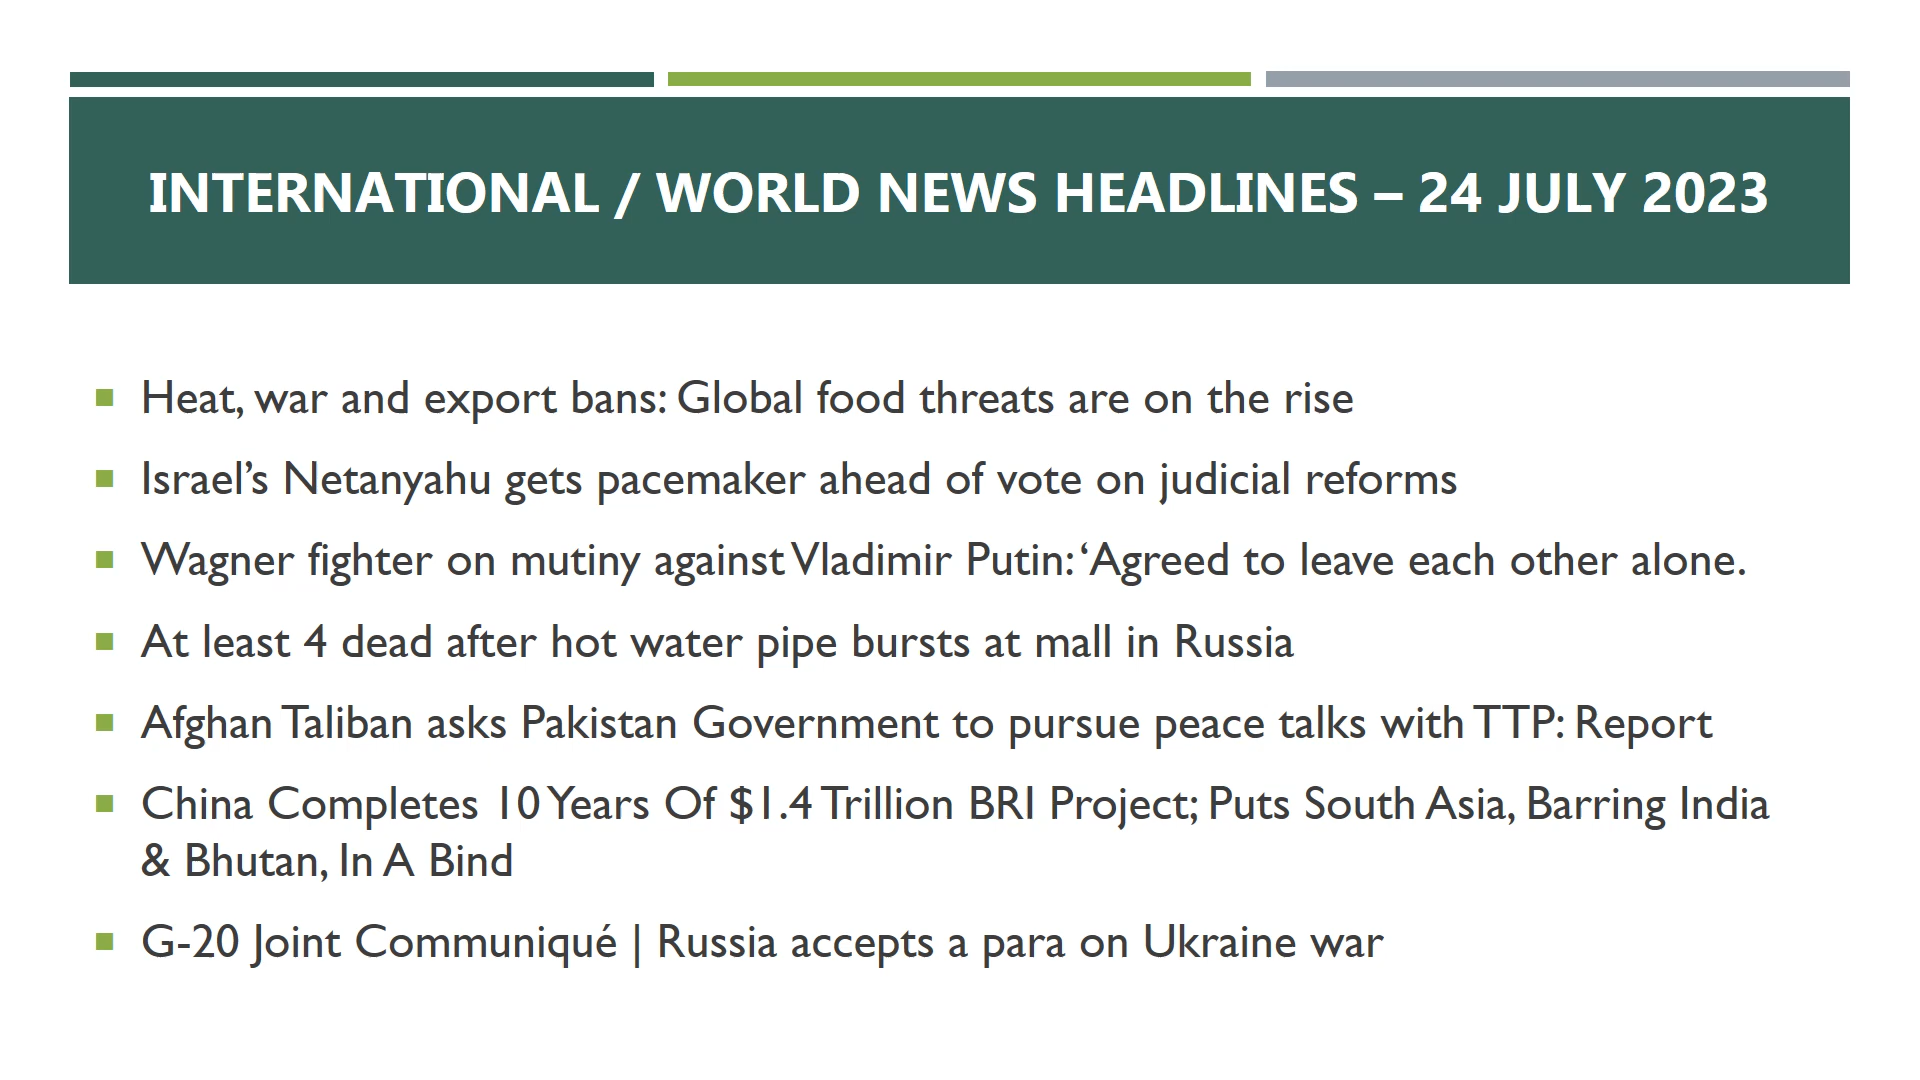 INTERNATIONAL / WORLD NEWS HEADLINES – 24 JULY 2023
Heat, war and export bans: Global food threats are on the rise
Israel’s Netanyahu gets pacemaker ahead of vote on judicial reforms
Wagner fighter on mutiny against Vladimir Putin: ‘Agreed to leave each other alone.
At least 4 dead after hot water pipe bursts at mall in Russia
Afghan Taliban asks Pakistan Government to pursue peace talks with TTP: Report
China Completes 10 Years Of $1.4 Trillion BRI Project; Puts South Asia, Barring India
& Bhutan, In A Bind
G-20 Joint Communiqué | Russia accepts a para on Ukraine war